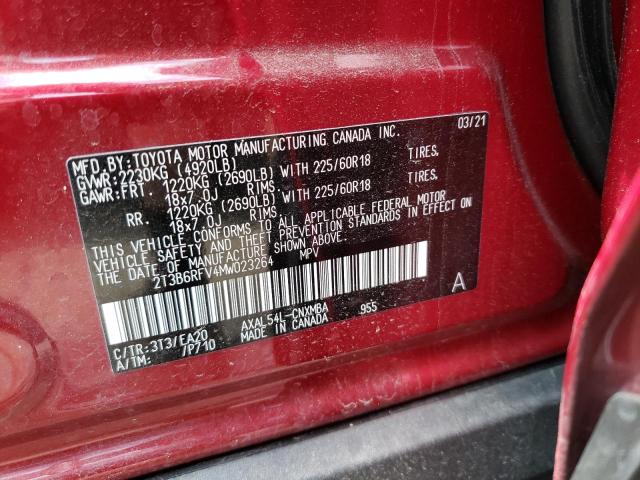 MFD.BY:TOYOTA MOTOR MANUFACTURING CANADA INC. 03/21
GVWR:2230KG (4920LB)
GAWR:FRT. 1220KG (2690LB) WITH 225/60R18 TIRES.
18x7.0J RIMS.
RR. 1220KG (2690LB) WITH 225/60R18 TIRES.
18x7.0J RIMS.
THIS VEHICLE CONFORMS TO ALL APPLICABLE FEDERAL MOTOR
VEHICLE SAFETY AND THEFT PREVENTION STANDARDS IN EFFECT ON
THE DATE OF MANUFACTURE SHOWN ABOVE.
2T3B6RFV4MW023264 MPV
A
AXAL54L-CNXMBA 955
C/TR:3T3/EA20 MADE IN CANADA
A/TM: /P710